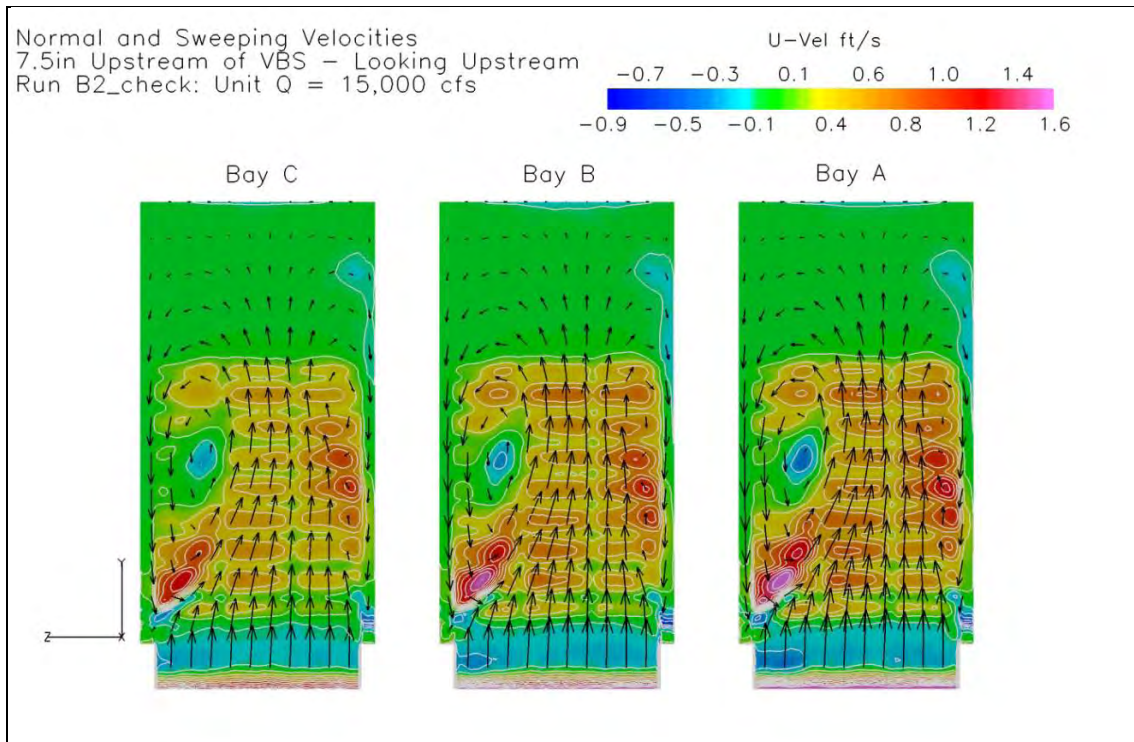 Normal and Sweeping Velocities
7.5in Upstream of VBS – Looking Upstream
Run B2_check: Unit Q = 15,000 cfs
U–Vel ft/s
−0.7 −0.3 0.1 0.6 1.0 1.4
−0.9 −0.5 −0.1 0.4 0.8 1.2 1.6
Bay C Bay B Bay A
Y
Z X